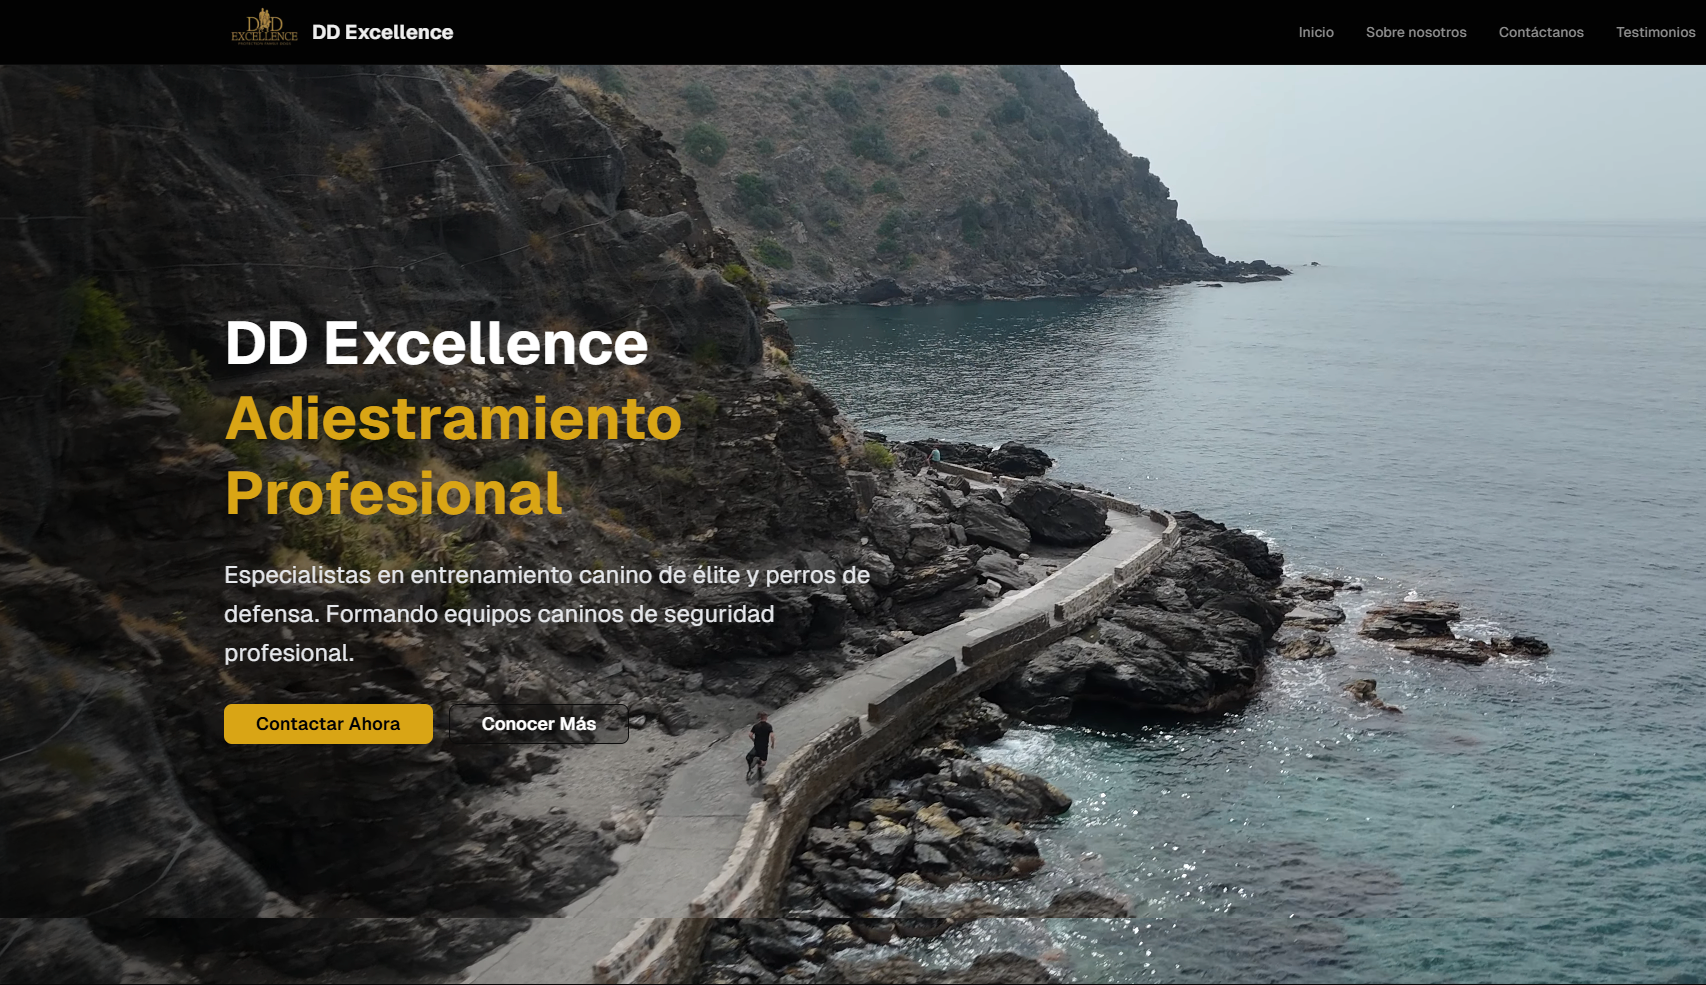 DD
EXCELLENCE
DD Excellence
Inicio
Sobre nosotros
Contáctanos
Testimonios
DD Excellence
Adiestramiento
Profesional
Especialistas en entrenamiento canino de élite y perros de
defensa. Formando equipos caninos de seguridad
profesional.
Contactar Ahora
Conocer Más